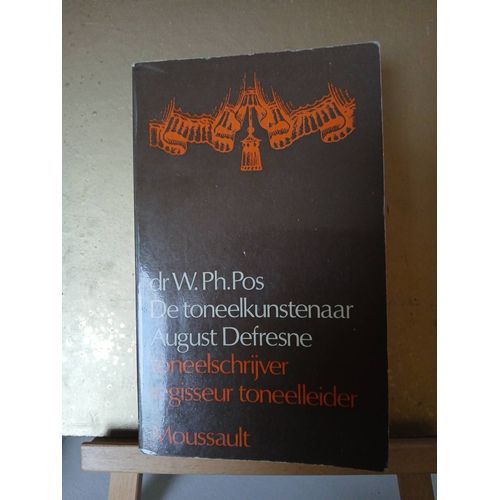 dr W. Ph. Pos
De toneelkunstenaar
August Defresne
toneelschrijver
regisseur toneelleider
Moussault